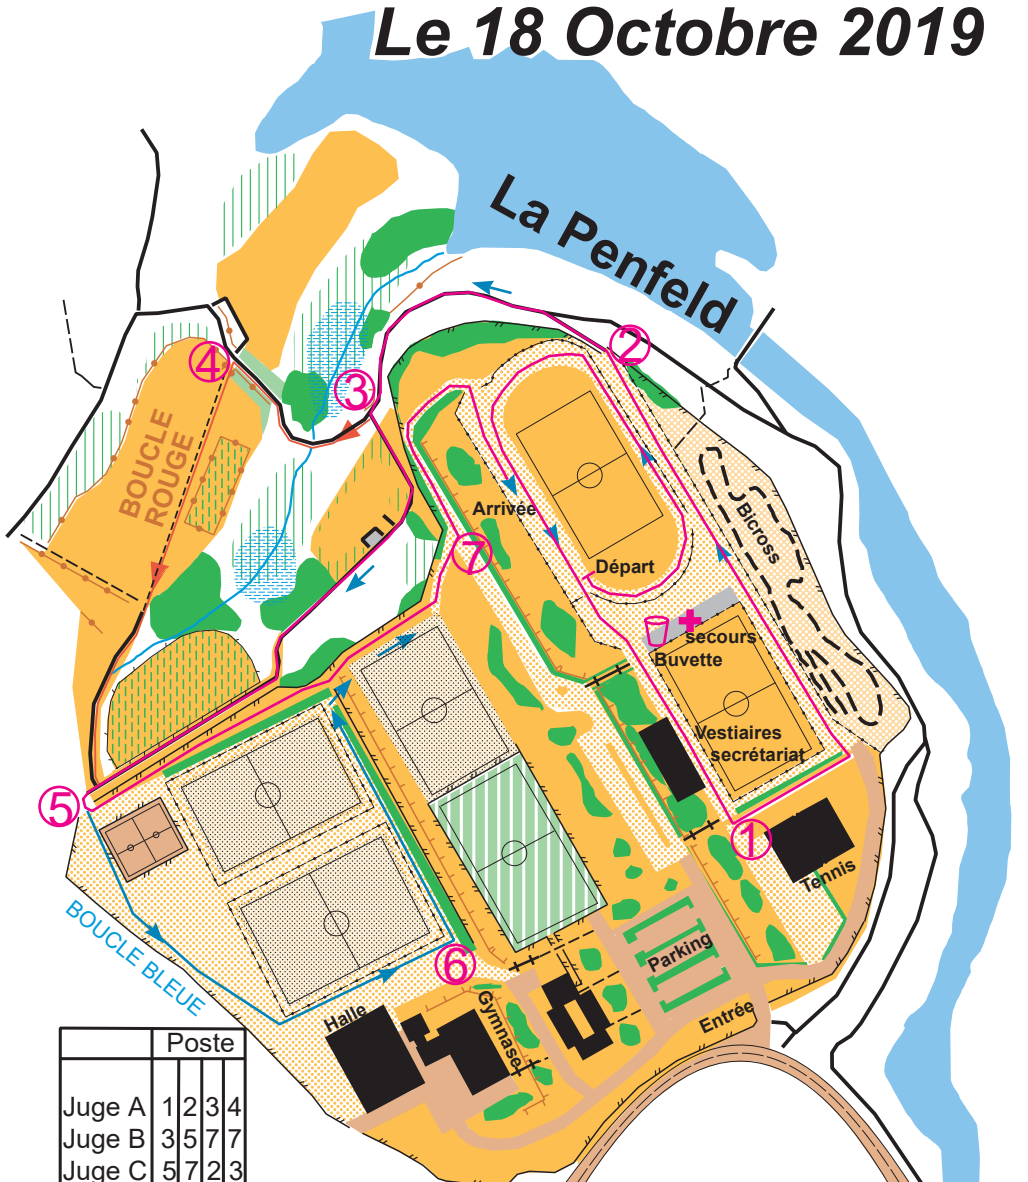 Le 18 Octobre 2019
La Penfeld
2
4
3
BOUCLE
ROUGE
Arrivée
Bicross
7
Départ
secours
Buvette
Vestiaires
secrétariat
5
1
Tennis
BOUCLE BLEUE
6
Parking
Halle
Gymnase
Entrée
Poste
Juge A 1 2 3 4
Juge B 3 5 7 7
Juge C 5 7 2 3